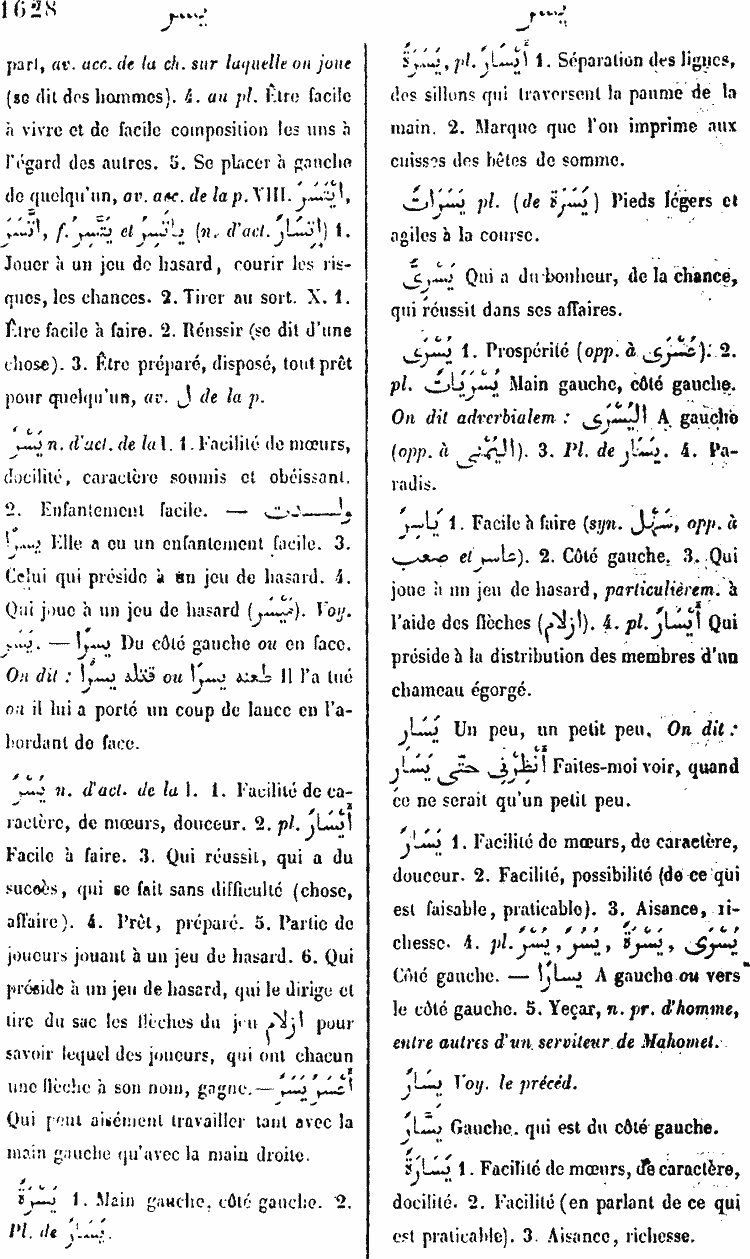 1628 يسر يسر
part, av. acc. de la ch. sur laquelle on joue
(se dit des hommes). 4. au pl. Être facile
à vivre et de facile composition les uns à
l'égard des autres. 5. Se placer à gauche
de quelqu'un, av. acc. de la p. VIII. اِيْتَسَرَ,
اِتَّسَرَ, f. يَتَّسِرُ et يَاتَسِرُ (n. d'act. اِتِّسَارٌ) 1.
Jouer à un jeu de hasard, courir les ris-
ques, les chances. 2. Tirer au sort. X. 1.
Être facile à faire. 2. Réussir (se dit d'une
chose). 3. Être préparé, disposé, tout prêt
pour quelqu'un, av. ل de la p.
يَسْرٌ n. d'act. de la I. 1. Facilité de mœurs,
docilité, caractère soumis et obéissant.
2. Enfantement facile. — ولدت
يسرا Elle a eu un enfantement facile. 3.
Celui qui préside à un jeu de hasard. 4.
Qui joue à un jeu de hasard (مَيْسِر). Voy.
يَسَر. — يسرًا Du côté gauche ou en face.
On dit : قتله يسرًا ou طعنه يسرًا Il l'a tué
ou il lui a porté un coup de lance en l'a-
bordant de face.
يَسَرٌ n. d'act. de la I. 1. Facilité de ca-
ractère, de mœurs, douceur. 2. pl. أَيْسَارٌ
Facile à faire. 3. Qui réussit, qui a du
succès, qui se fait sans difficulté (chose,
affaire). 4. Prêt, préparé. 5. Partie de
joueurs jouant à un jeu de hasard. 6. Qui
préside à un jeu de hasard, qui le dirige et
tire du sac les flèches du jeu ازلام pour
savoir lequel des joueurs, qui ont chacun
une flèche à son nom, gagne. — أَعْسَرُ يَسَرٌ
Qui peut aisément travailler tant avec la
main gauche qu'avec la main droite.
يَسْرَةٌ 1. Main gauche, côté gauche. 2.
Pl. de يَسَارٌ.
يَسَرَةٌ, pl. أَيْسَارٌ 1. Séparation des lignes,
des sillons qui traversent la paume de la
main. 2. Marque que l'on imprime aux
cuisses des bêtes de somme.
يَسَرَاتٌ pl. (de يَسَرَةٌ) Pieds légers et
agiles à la course.
يَسَرِيٌّ Qui a du bonheur, de la chance,
qui réussit dans ses affaires.
يُسْرَى 1. Prospérité (opp. à عُسْرَى). 2.
pl. يُسْرَيَاتٌ Main gauche, côté gauche.
On dit adverbialem : اليُسْرَى A gauche
(opp. à اليُمْنَى). 3. Pl. de يَسَارٌ. 4. Pa-
radis.
يَاسِرٌ 1. Facile à faire (syn. سَهْلٌ, opp. à
صعب et عاسر). 2. Côté gauche. 3. Qui
joue à un jeu de hasard, particulièrem. à
l'aide des flèches (ازلام). 4. pl. أَيْسَارٌ Qui
préside à la distribution des membres d'un
chameau égorgé.
يَسَارِ Un peu, un petit peu. On dit :
أَنْظِرْنِى حتّى يَسَارِ Faites-moi voir, quand
ce ne serait qu'un petit peu.
يَسَارٌ 1. Facilité de mœurs, de caractère,
douceur. 2. Facilité, possibilité (de ce qui
est faisable, praticable). 3. Aisance, ri-
chesse. 4. pl. يُسُرٌ, يُسْرٌ, يَسْرَةٌ, يُسْرَى
Côté gauche. — يسارًا A gauche ou vers
le côté gauche. 5. Yeçar, n. pr. d'homme,
entre autres d'un serviteur de Mahomet.
يِسَارٌ Voy. le précéd.
يَسَّارٌ Gauche, qui est du côté gauche.
يَسَارَةٌ 1. Facilité de mœurs, de caractère,
docilité. 2. Facilité (en parlant de ce qui
est praticable). 3. Aisance, richesse.